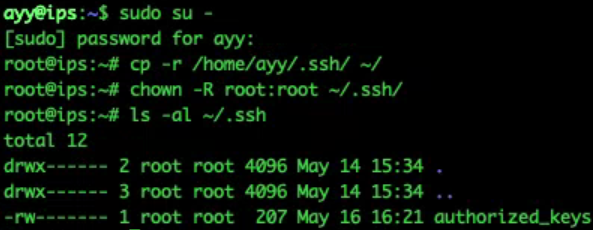 ayy@ips:~$ sudo su -
[sudo] password for ayy:
root@ips:~# cp -r /home/ayy/.ssh/ ~/
root@ips:~# chown -R root:root ~/.ssh/
root@ips:~# ls -al ~/.ssh
total 12
drwx------ 2 root root 4096 May 14 15:34 .
drwx------ 3 root root 4096 May 14 15:34 ..
-rw------- 1 root root  207 May 16 16:21 authorized_keys